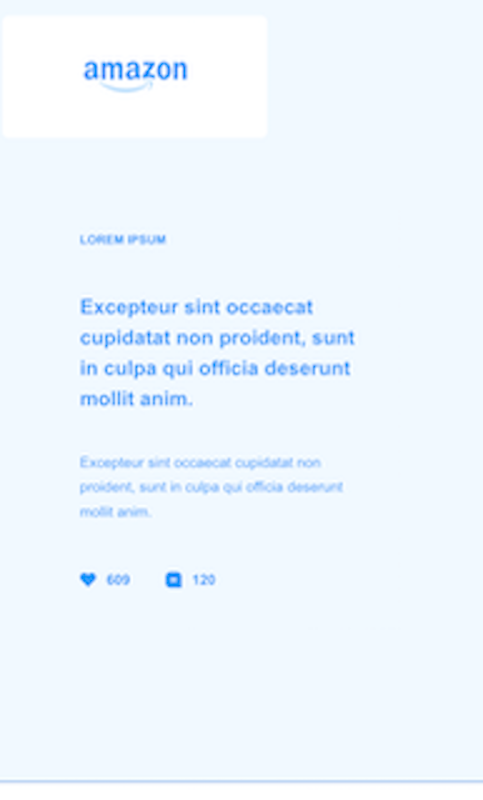 amazon
LOREM IPSUM
Excepteur sint occaecat
cupidatat non proident, sunt
in culpa qui officia deserunt
mollit anim.
Excepteur sint occaecat cupidatat non
proident, sunt in culpa qui officia deserunt
mollit anim.
609 120